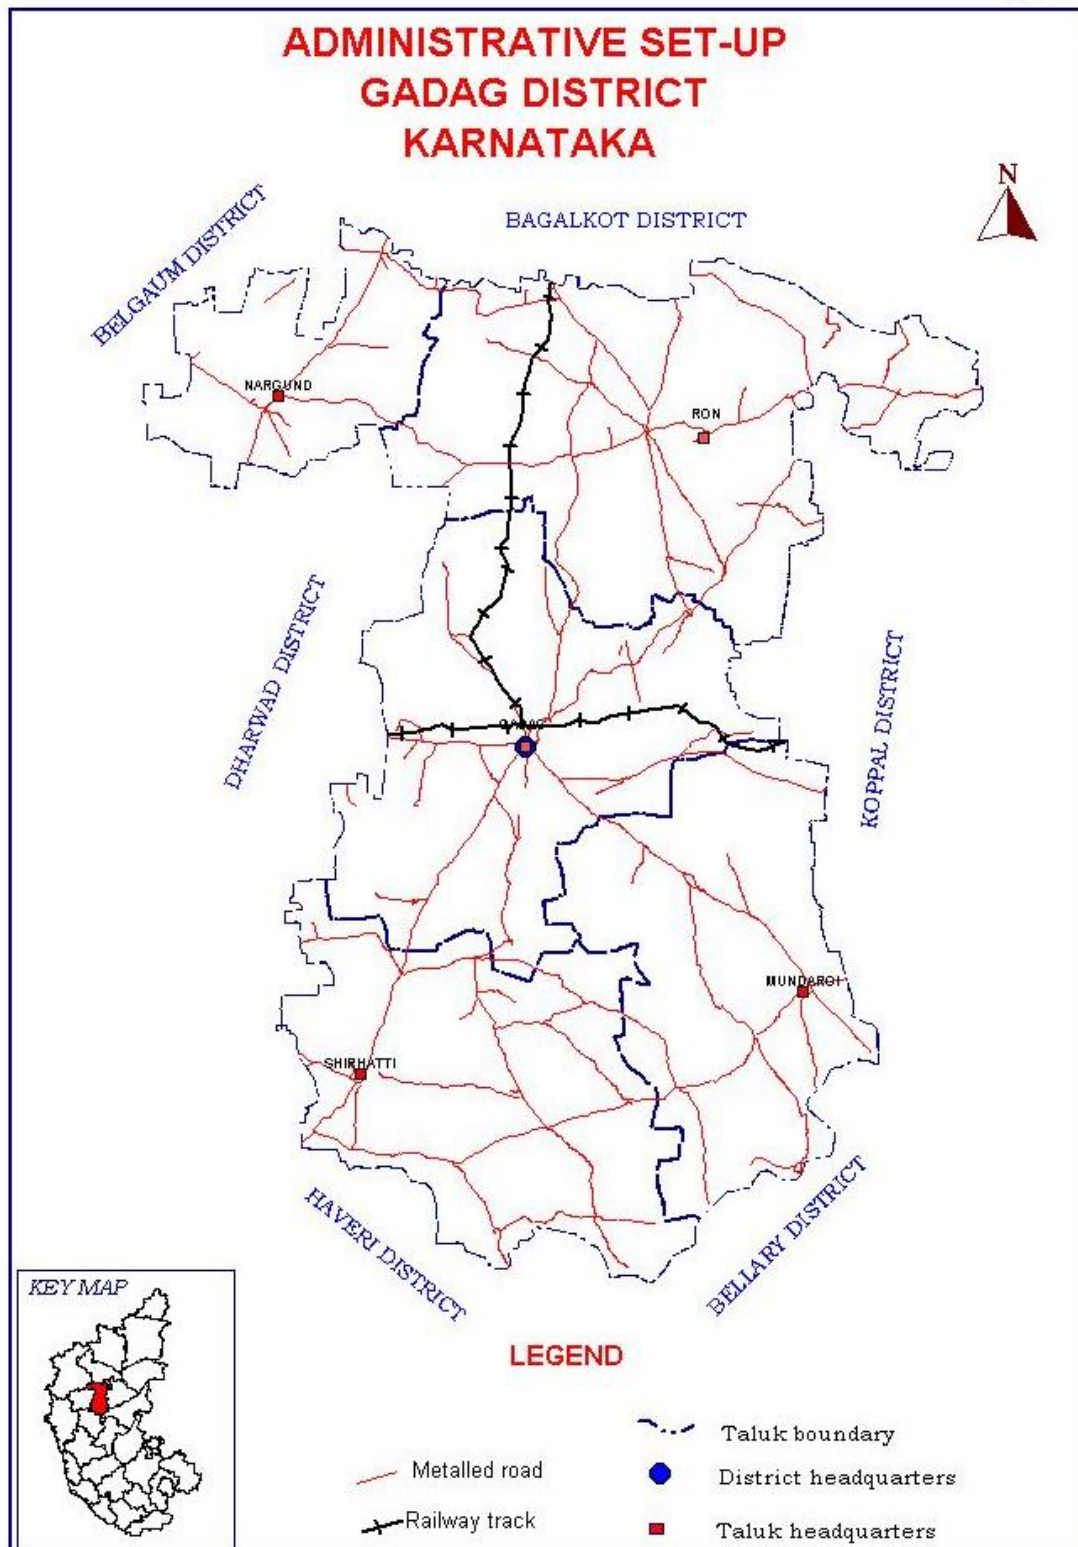 ADMINISTRATIVE SET-UP
GADAG DISTRICT
KARNATAKA
N
BELGAUM DISTRICT
BAGALKOT DISTRICT
NARGUND
RON
DHARWAD DISTRICT
KOPPAL DISTRICT
MUNDARGI
SHIRHATTI
HAVERI DISTRICT
BELLARY DISTRICT
KEY MAP
LEGEND
Taluk boundary
Metalled road
District headquarters
Railway track
Taluk headquarters